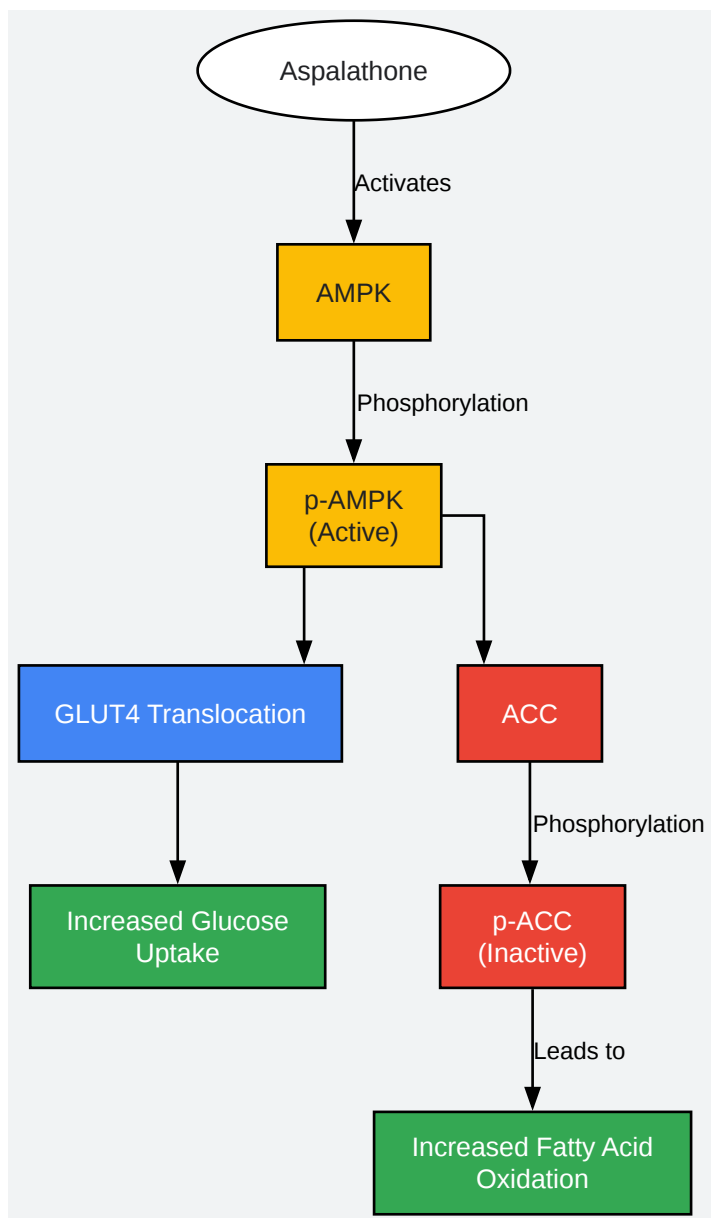 Aspalathone
Activates
AMPK
Phosphorylation
p-AMPK
(Active)
GLUT4 Translocation
ACC
Phosphorylation
Increased Glucose
Uptake
p-ACC
(Inactive)
Leads to
Increased Fatty Acid
Oxidation